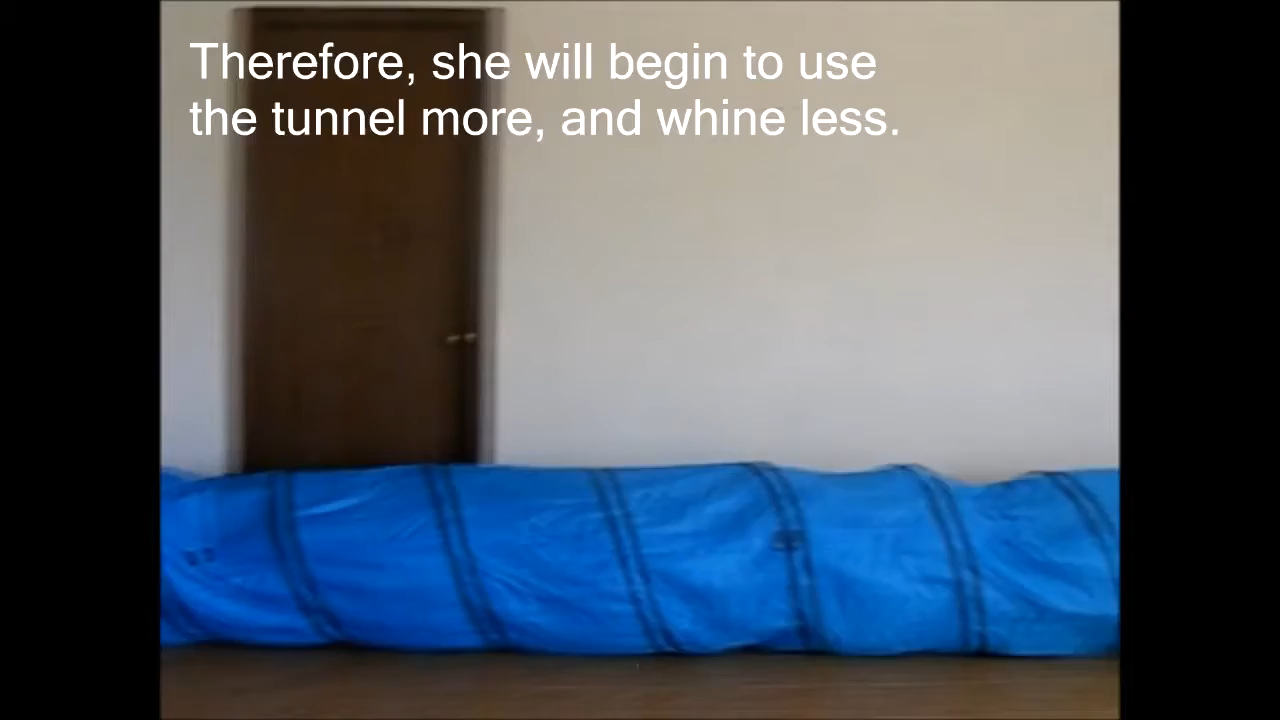 Therefore, she will begin to use
the tunnel more, and whine less.